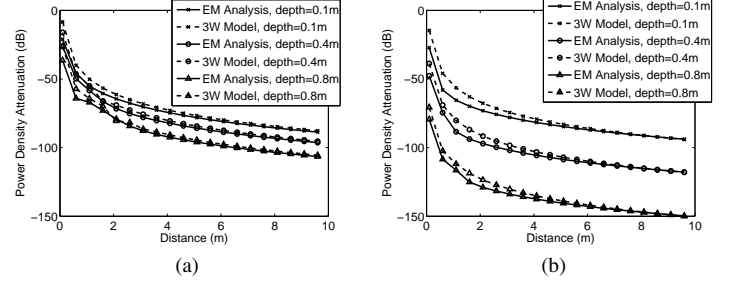 0
−50
−100
−150
0
2
4
6
8
10
Distance (m)
Power Density Attenuation (dB)
EM Analysis, depth=0.1m
3W Model, depth=0.1m
EM Analysis, depth=0.4m
3W Model, depth=0.4m
EM Analysis, depth=0.8m
3W Model, depth=0.8m
(a)
0
−50
−100
−150
0
2
4
6
8
10
Distance (m)
Power Density Attenuation (dB)
EM Analysis, depth=0.1m
3W Model, depth=0.1m
EM Analysis, depth=0.4m
3W Model, depth=0.4m
EM Analysis, depth=0.8m
3W Model, depth=0.8m
(b)